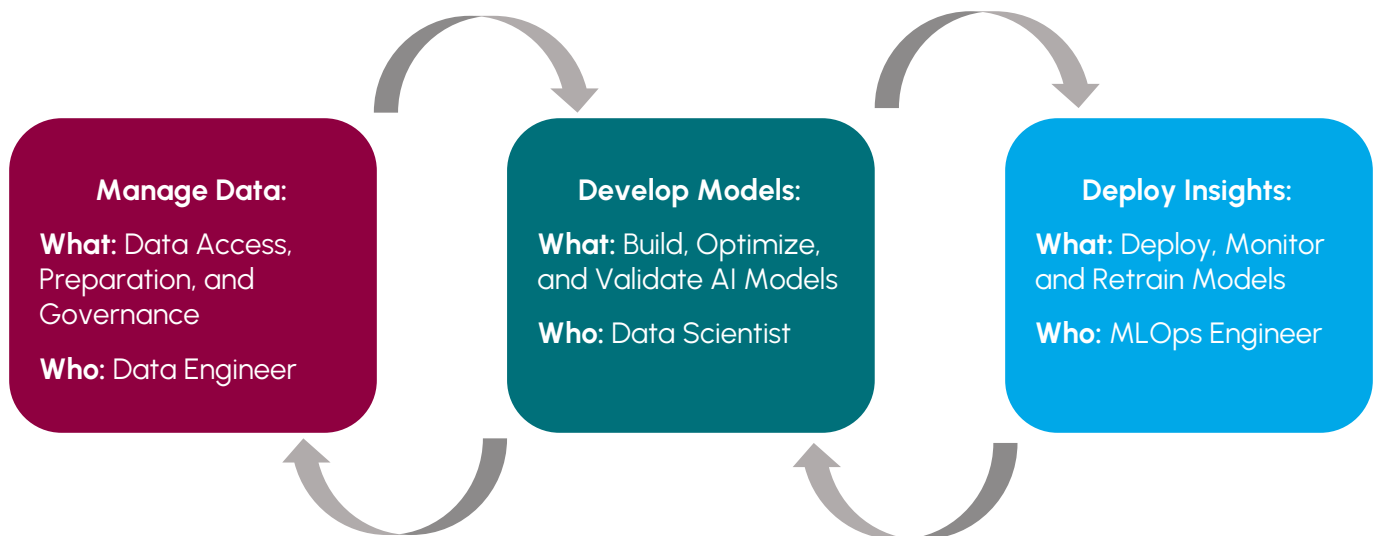 Manage Data:
What: Data Access,
Preparation, and
Governance
Who: Data Engineer
Develop Models:
What: Build, Optimize,
and Validate AI Models
Who: Data Scientist
Deploy Insights:
What: Deploy, Monitor
and Retrain Models
Who: MLOps Engineer